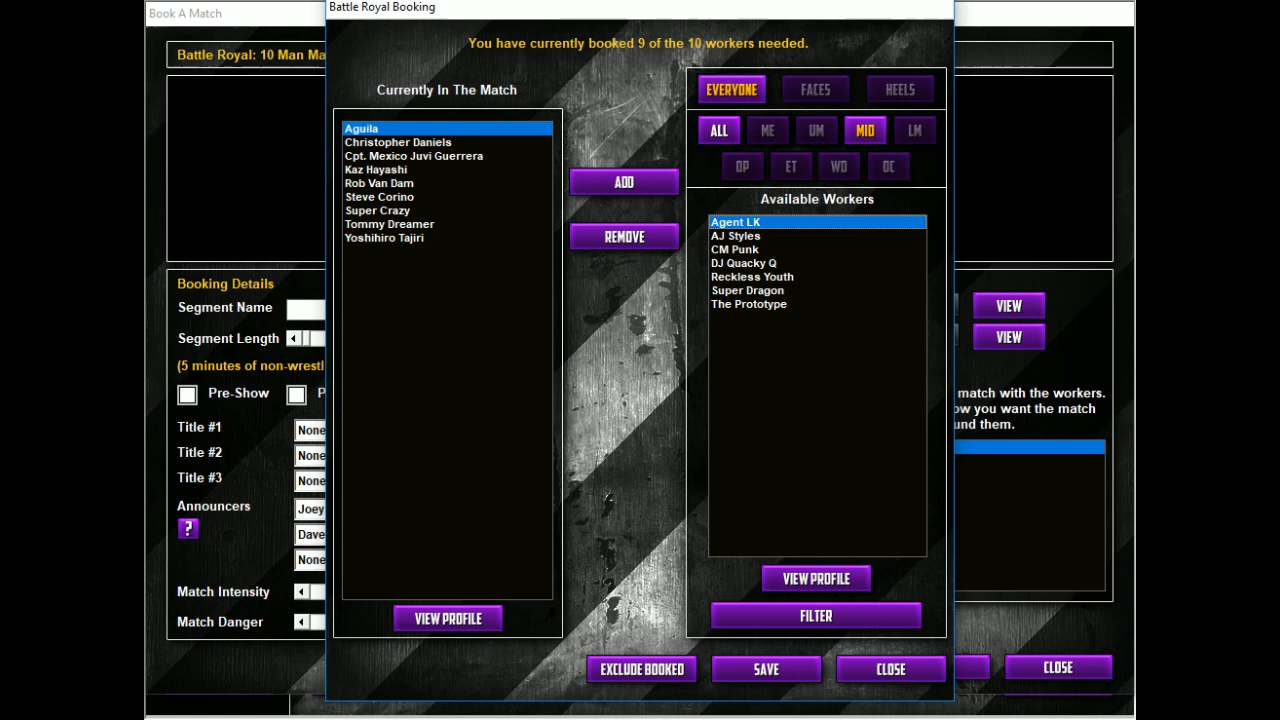 Book A Match
Battle Royal Booking
Battle Royal: 10 Man Ma
You have currently booked 9 of the 10 workers needed.
Currently In The Match
Aguila
Christopher Daniels
Cpt. Mexico Juvi Guerrera
Kaz Hayashi
Rob Van Dam
Steve Corino
Super Crazy
Tommy Dreamer
Yoshihiro Tajiri
VIEW PROFILE
ADD
REMOVE
EVERYONE FACES HEELS
ALL ME UM MID LM
OP ET WD OC
Available Workers
Agent LK
AJ Styles
CM Punk
DJ Quacky Q
Reckless Youth
Super Dragon
The Prototype
VIEW PROFILE
FILTER
EXCLUDE BOOKED SAVE CLOSE
Booking Details
Segment Name
Segment Length
(5 minutes of non-wrestl
Pre-Show P
Title #1 None
Title #2 None
Title #3 None
Announcers Joey
? Dave
None
Match Intensity
Match Danger
VIEW
VIEW
match with the workers.
ow you want the match
und them.
CLOSE